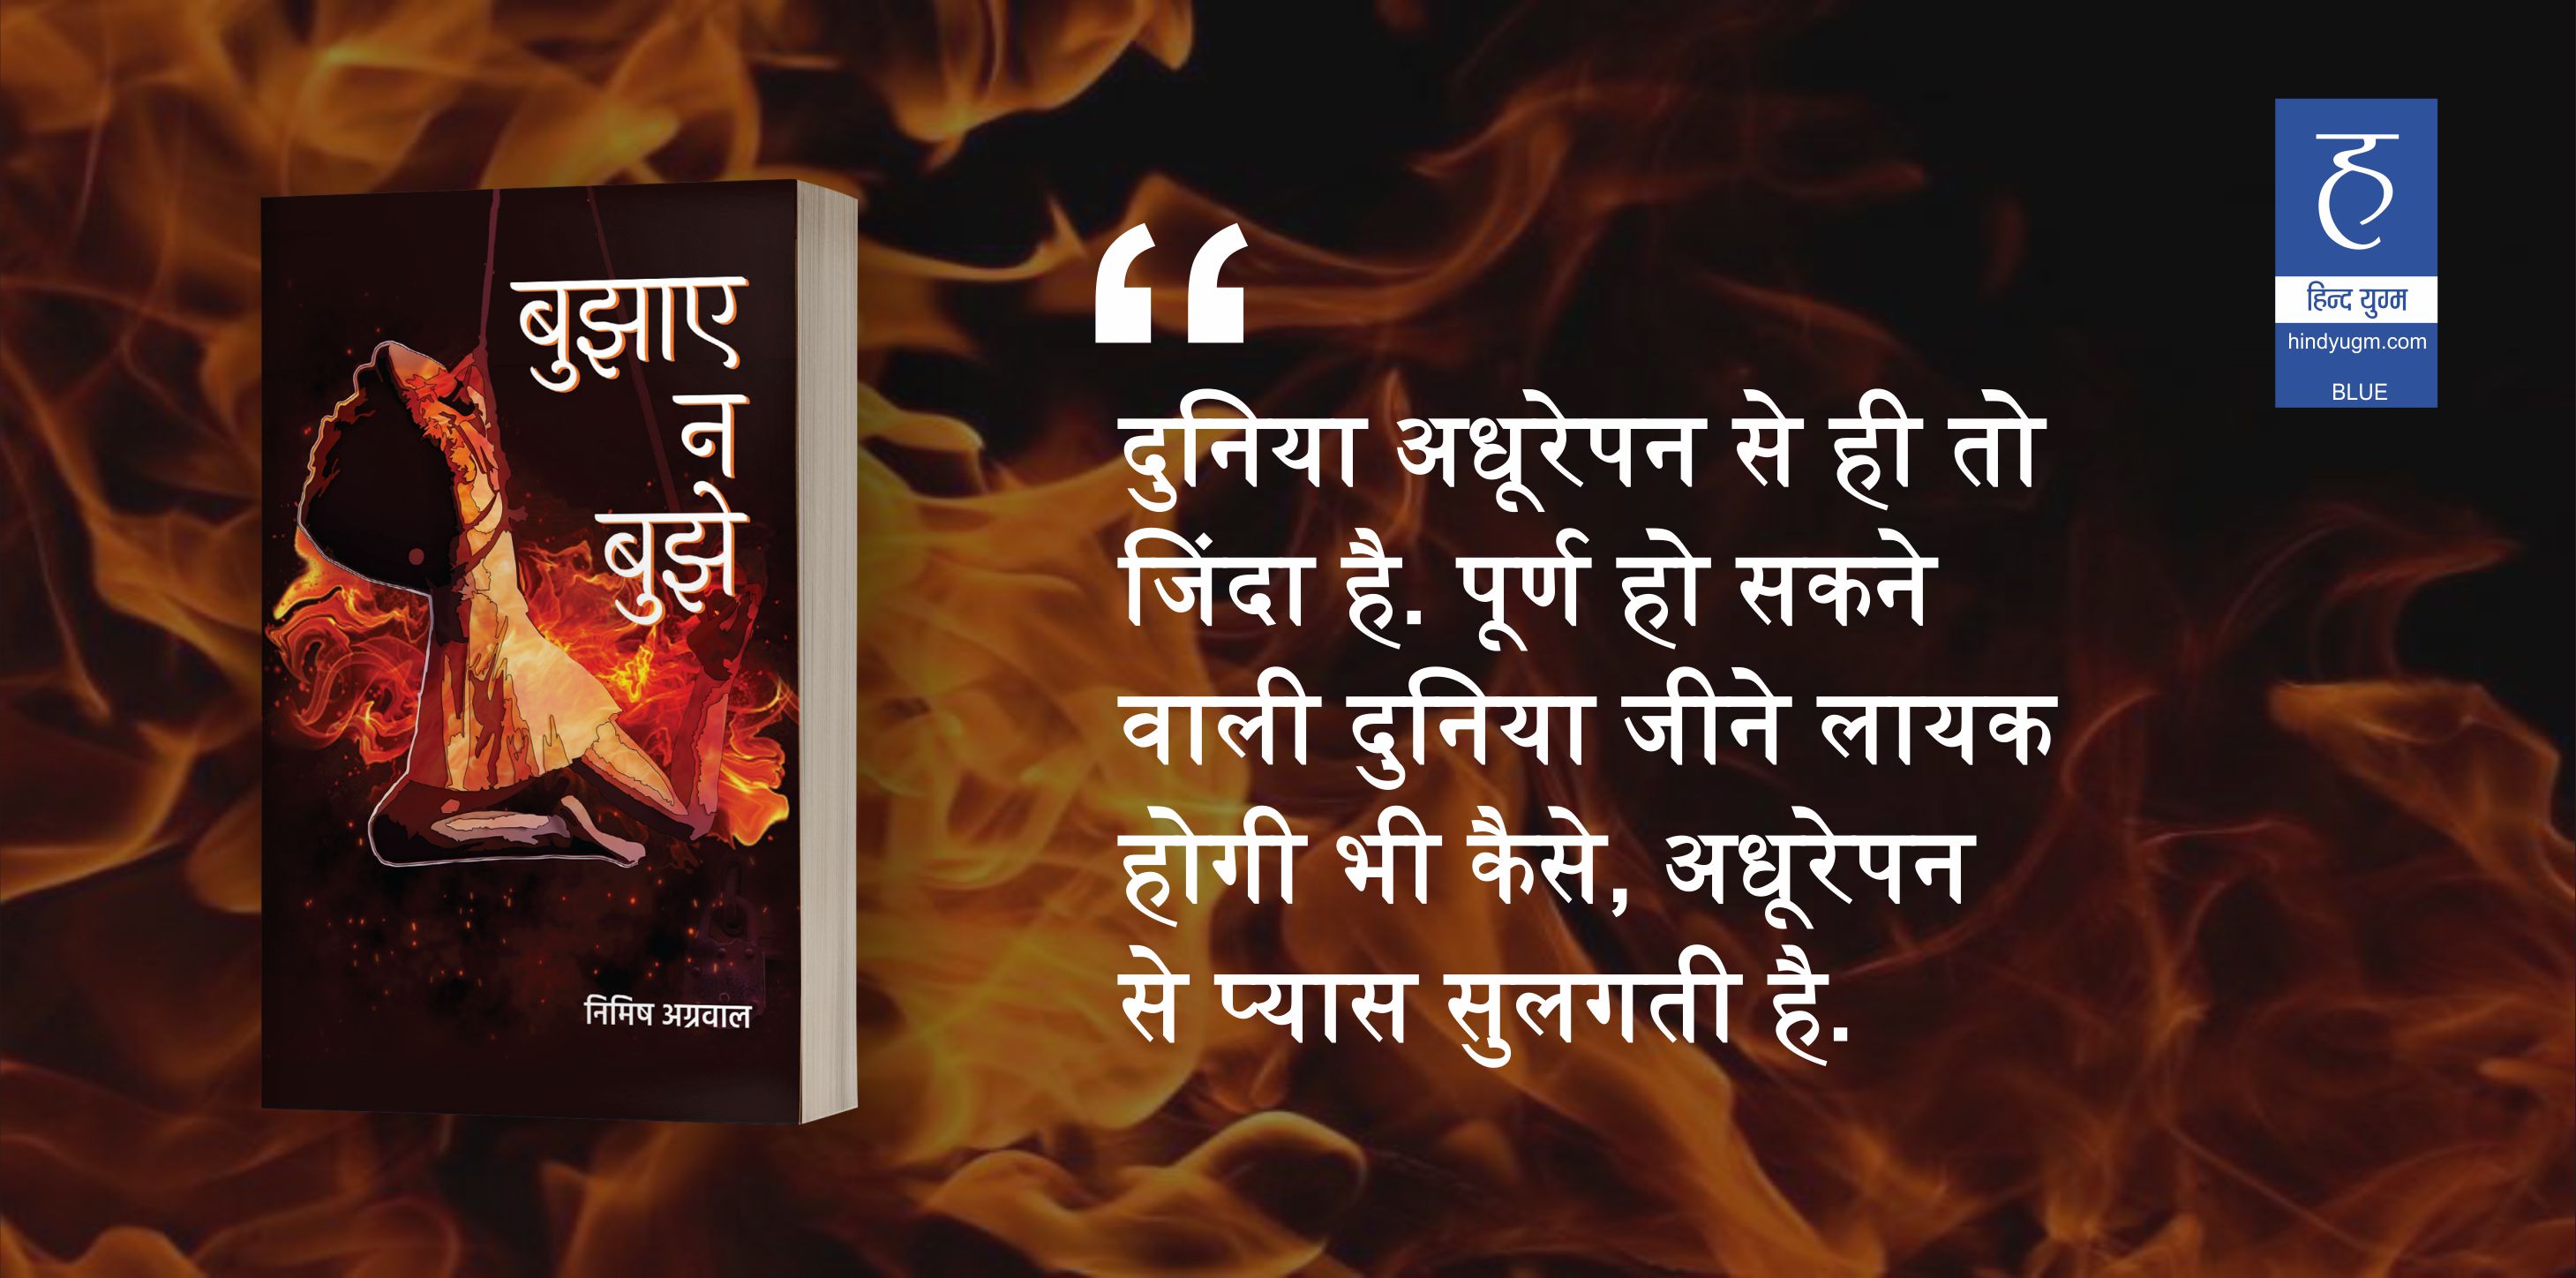 बुझाए
न
बुझे
निमिष अग्रवाल
“
दुनिया अधूरेपन से ही तो
जिंदा है. पूर्ण हो सकने
वाली दुनिया जीने लायक
होगी भी कैसे, अधूरेपन
से प्यास सुलगती है.
ह
हिन्द युग्म
hindyugm.com
BLUE